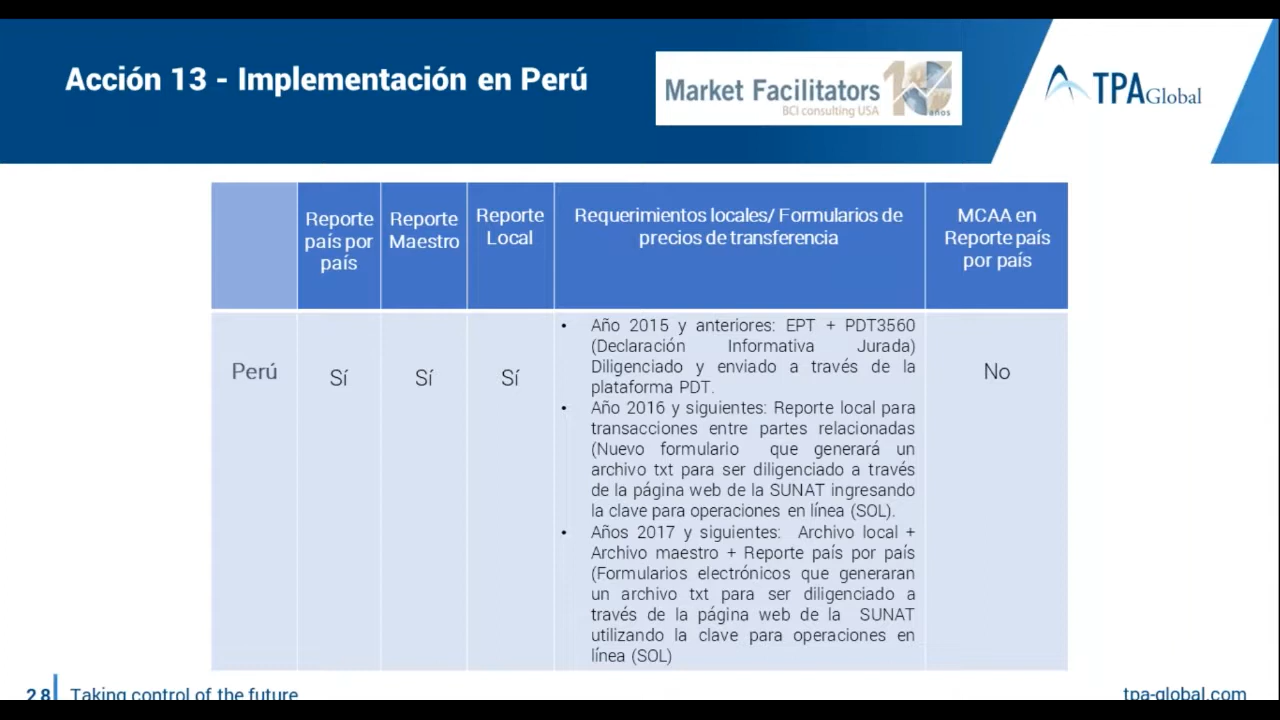 Acción 13 - Implementación en Perú
Market Facilitators
BCI consulting USA
10
años
TPA Global
Reporte país por país
Reporte Maestro
Reporte Local
Requerimientos locales/ Formularios de precios de transferencia
MCAA en Reporte país por país
Perú
Sí
Sí
Sí
• Año 2015 y anteriores: EPT + PDT3560
(Declaración Informativa Jurada)
Diligenciado y enviado a través de la
plataforma PDT.
• Año 2016 y siguientes: Reporte local para
transacciones entre partes relacionadas
(Nuevo formulario que generará un
archivo txt para ser diligenciado a través
de la página web de la SUNAT ingresando
la clave para operaciones en línea (SOL).
• Años 2017 y siguientes: Archivo local +
Archivo maestro + Reporte país por país
(Formularios electrónicos que generaran
un archivo txt para ser diligenciado a
través de la página web de la SUNAT
utilizando la clave para operaciones en
línea (SOL)
No
28
Taking control of the future
tpa-global.com